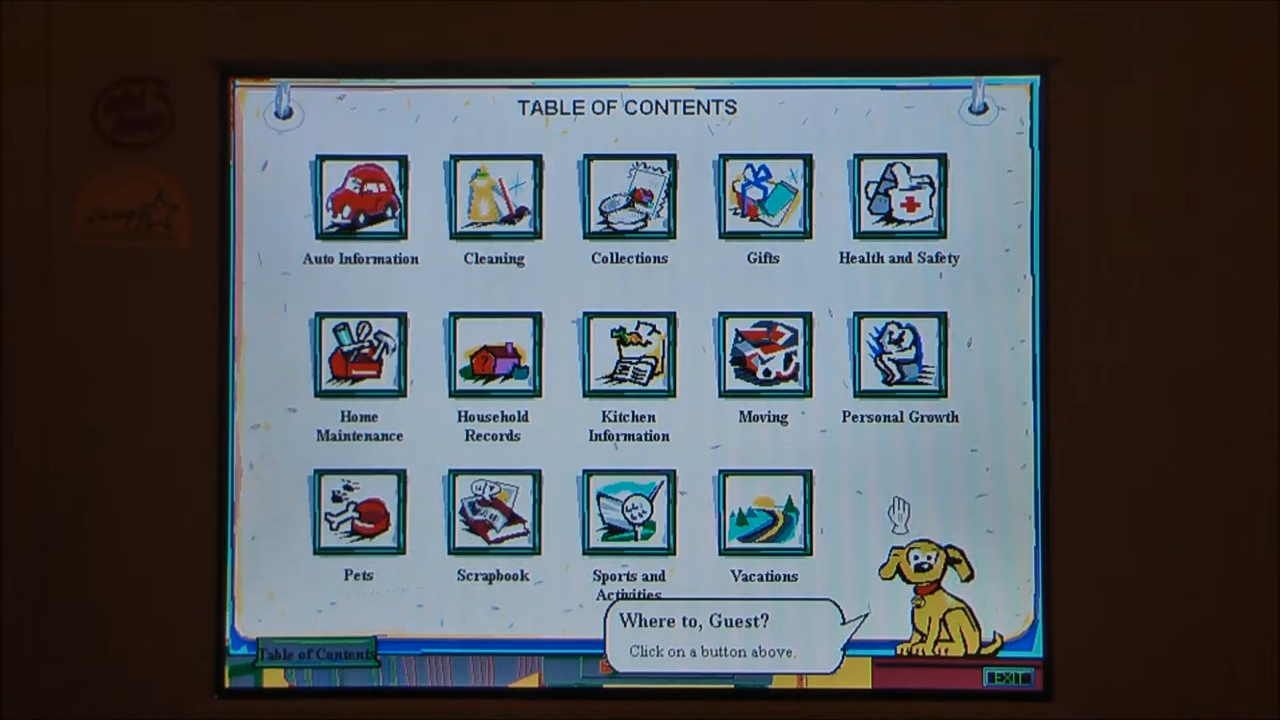 TABLE OF CONTENTS
Auto Information
Cleaning
Collections
Gifts
Health and Safety
Home
Maintenance
Household
Records
Kitchen
Information
Moving
Personal Growth
Pets
Scrapbook
Sports and
Activities
Vacations
Where to, Guest?
Click on a button above.
Table of Contents
EXIT